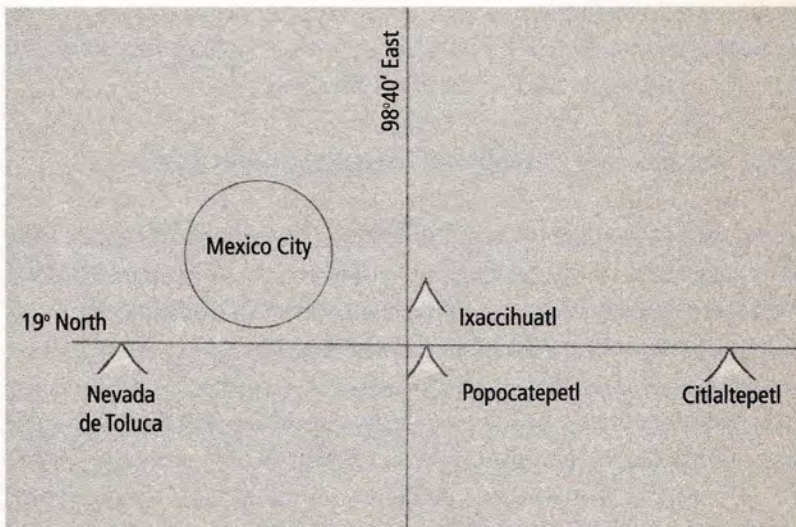 98°40' East
Mexico City
Ixaccihuatl
19° North
Nevada
de Toluca
Popocatepetl
Citlaltepetl